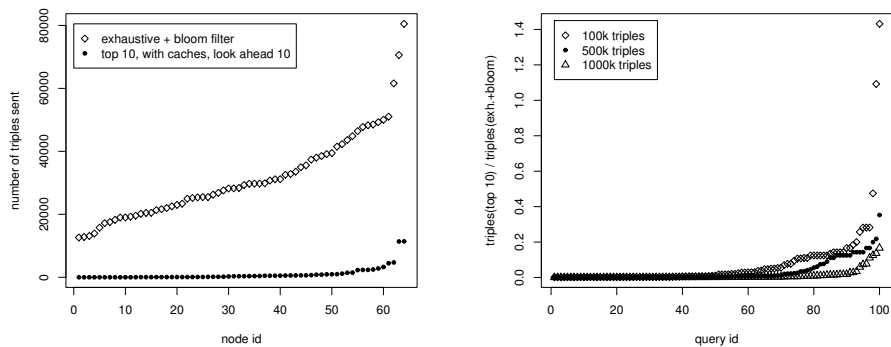 number of triples sent
80000
60000
40000
20000
0
exhaustive + bloom filter
top 10, with caches, look ahead 10
0 10 20 30 40 50 60
node id
triples(top 10) / triples(exh.+bloom)
1.4
1.2
1.0
0.8
0.6
0.4
0.2
0.0
100k triples
500k triples
1000k triples
0 20 40 60 80 100
query id